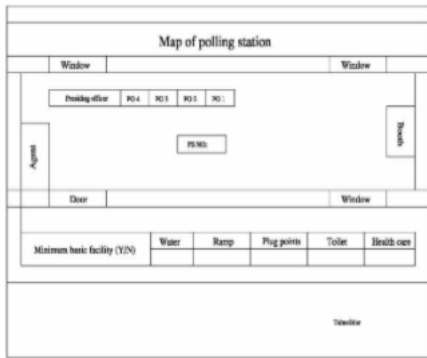 Map of polling station
Window Window
Presiding officer PO 4 PO 3 PO 2 PO 1
Agent
Booth
PS NO:
Door Window
Minimum basic facility (Y/N) Water Ramp Plug points Toilet Health care
Tahsildar